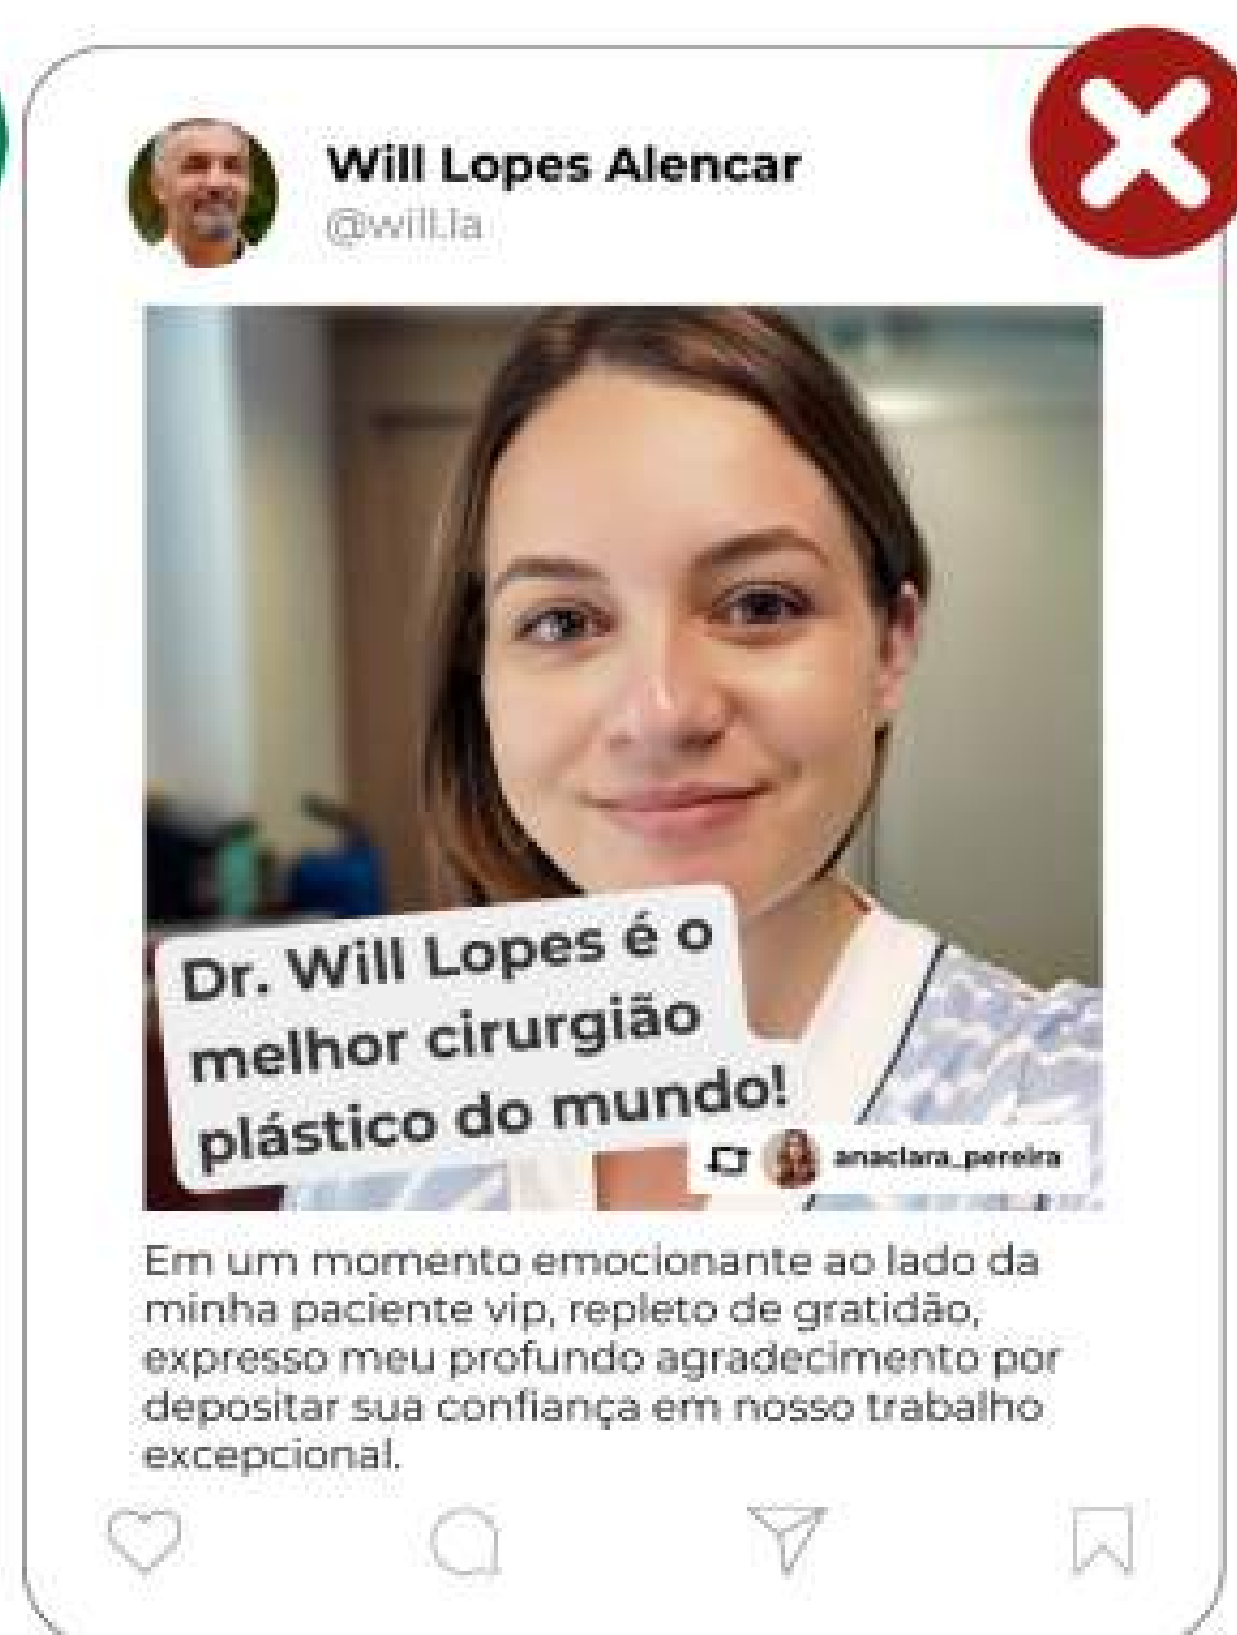 Will Lopes Alencar
@will.la
Dr. Will Lopes é o
melhor cirurgião
plástico do mundo!
anaclara_pereira
Em um momento emocionante ao lado da
minha paciente vip, repleto de gratidão,
expresso meu profundo agradecimento por
depositar sua confiança em nosso trabalho
excepcional.